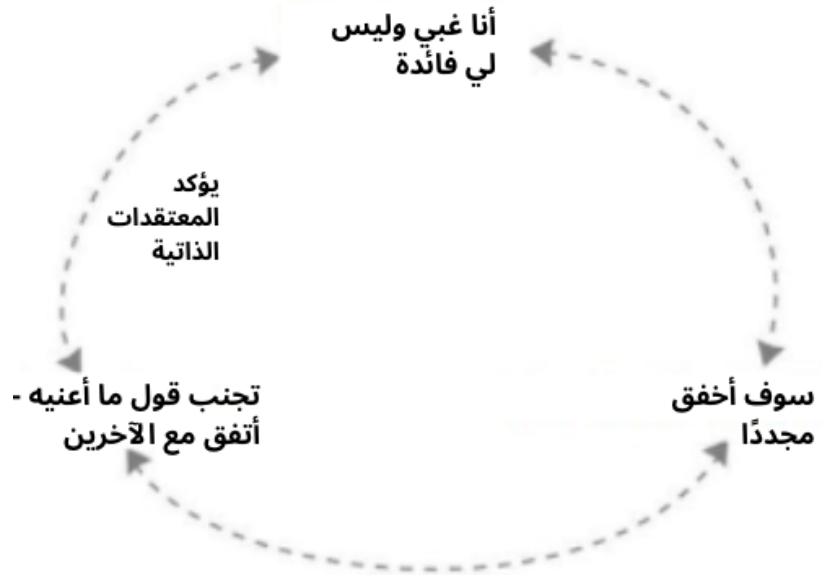 أنا غبي وليس
لي فائدة
يؤكد
المعتقدات
الذاتية
سوف أخفق
مجددًا
تجنب قول ما أعنيه -
أتفق مع الآخرين